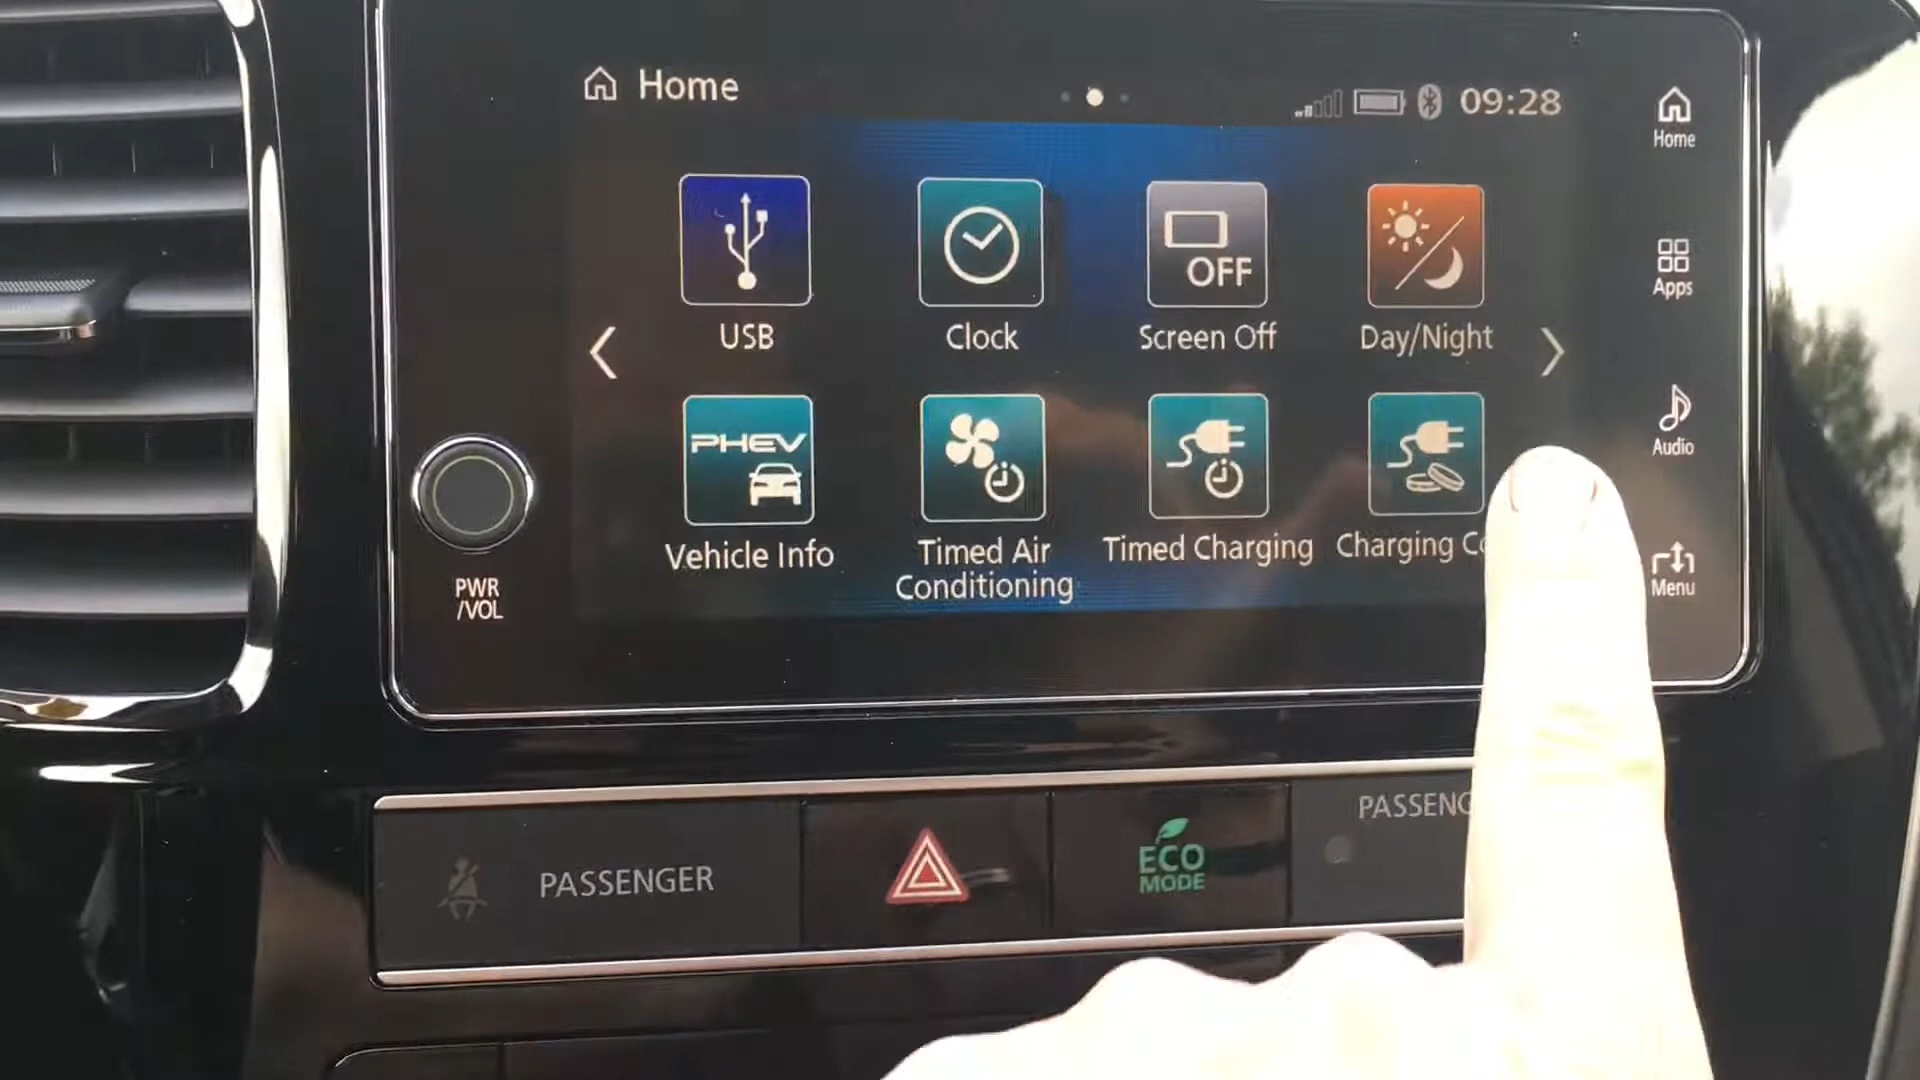 Home
09:28
Home
USB
Clock
OFF
Screen Off
Day/Night
Apps
PHEV
Vehicle Info
Timed Air
Conditioning
Timed Charging
Charging
Audio
Menu
PWR
/VOL
PASSENGER
ECO
MODE